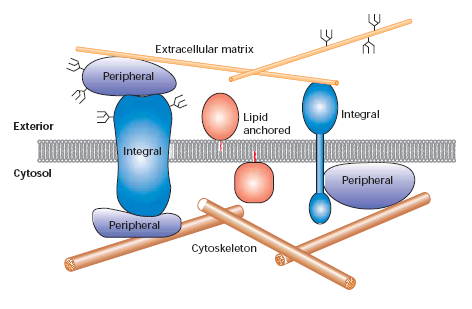 Extracellular matrix
Peripheral
Lipid
anchored
Integral
Exterior
Integral
Cytosol
Peripheral
Peripheral
Cytoskeleton